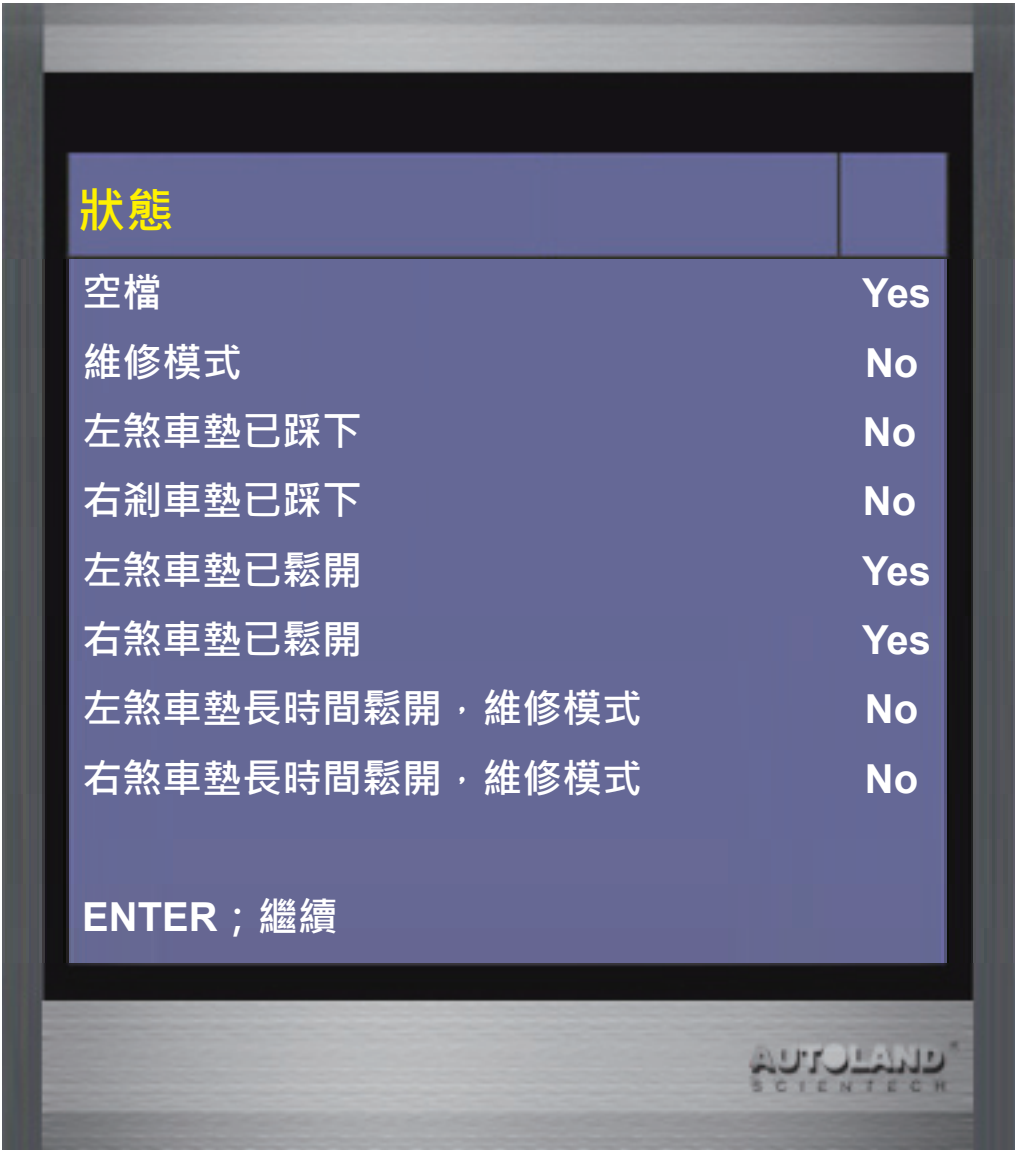 狀態
空檔 Yes
維修模式 No
左煞車墊已踩下 No
右剎車墊已踩下 No
左煞車墊已鬆開 Yes
右煞車墊已鬆開 Yes
左煞車墊長時間鬆開，維修模式 No
右煞車墊長時間鬆開，維修模式 No
ENTER；繼續
AUTOLAND
SCIENTECH